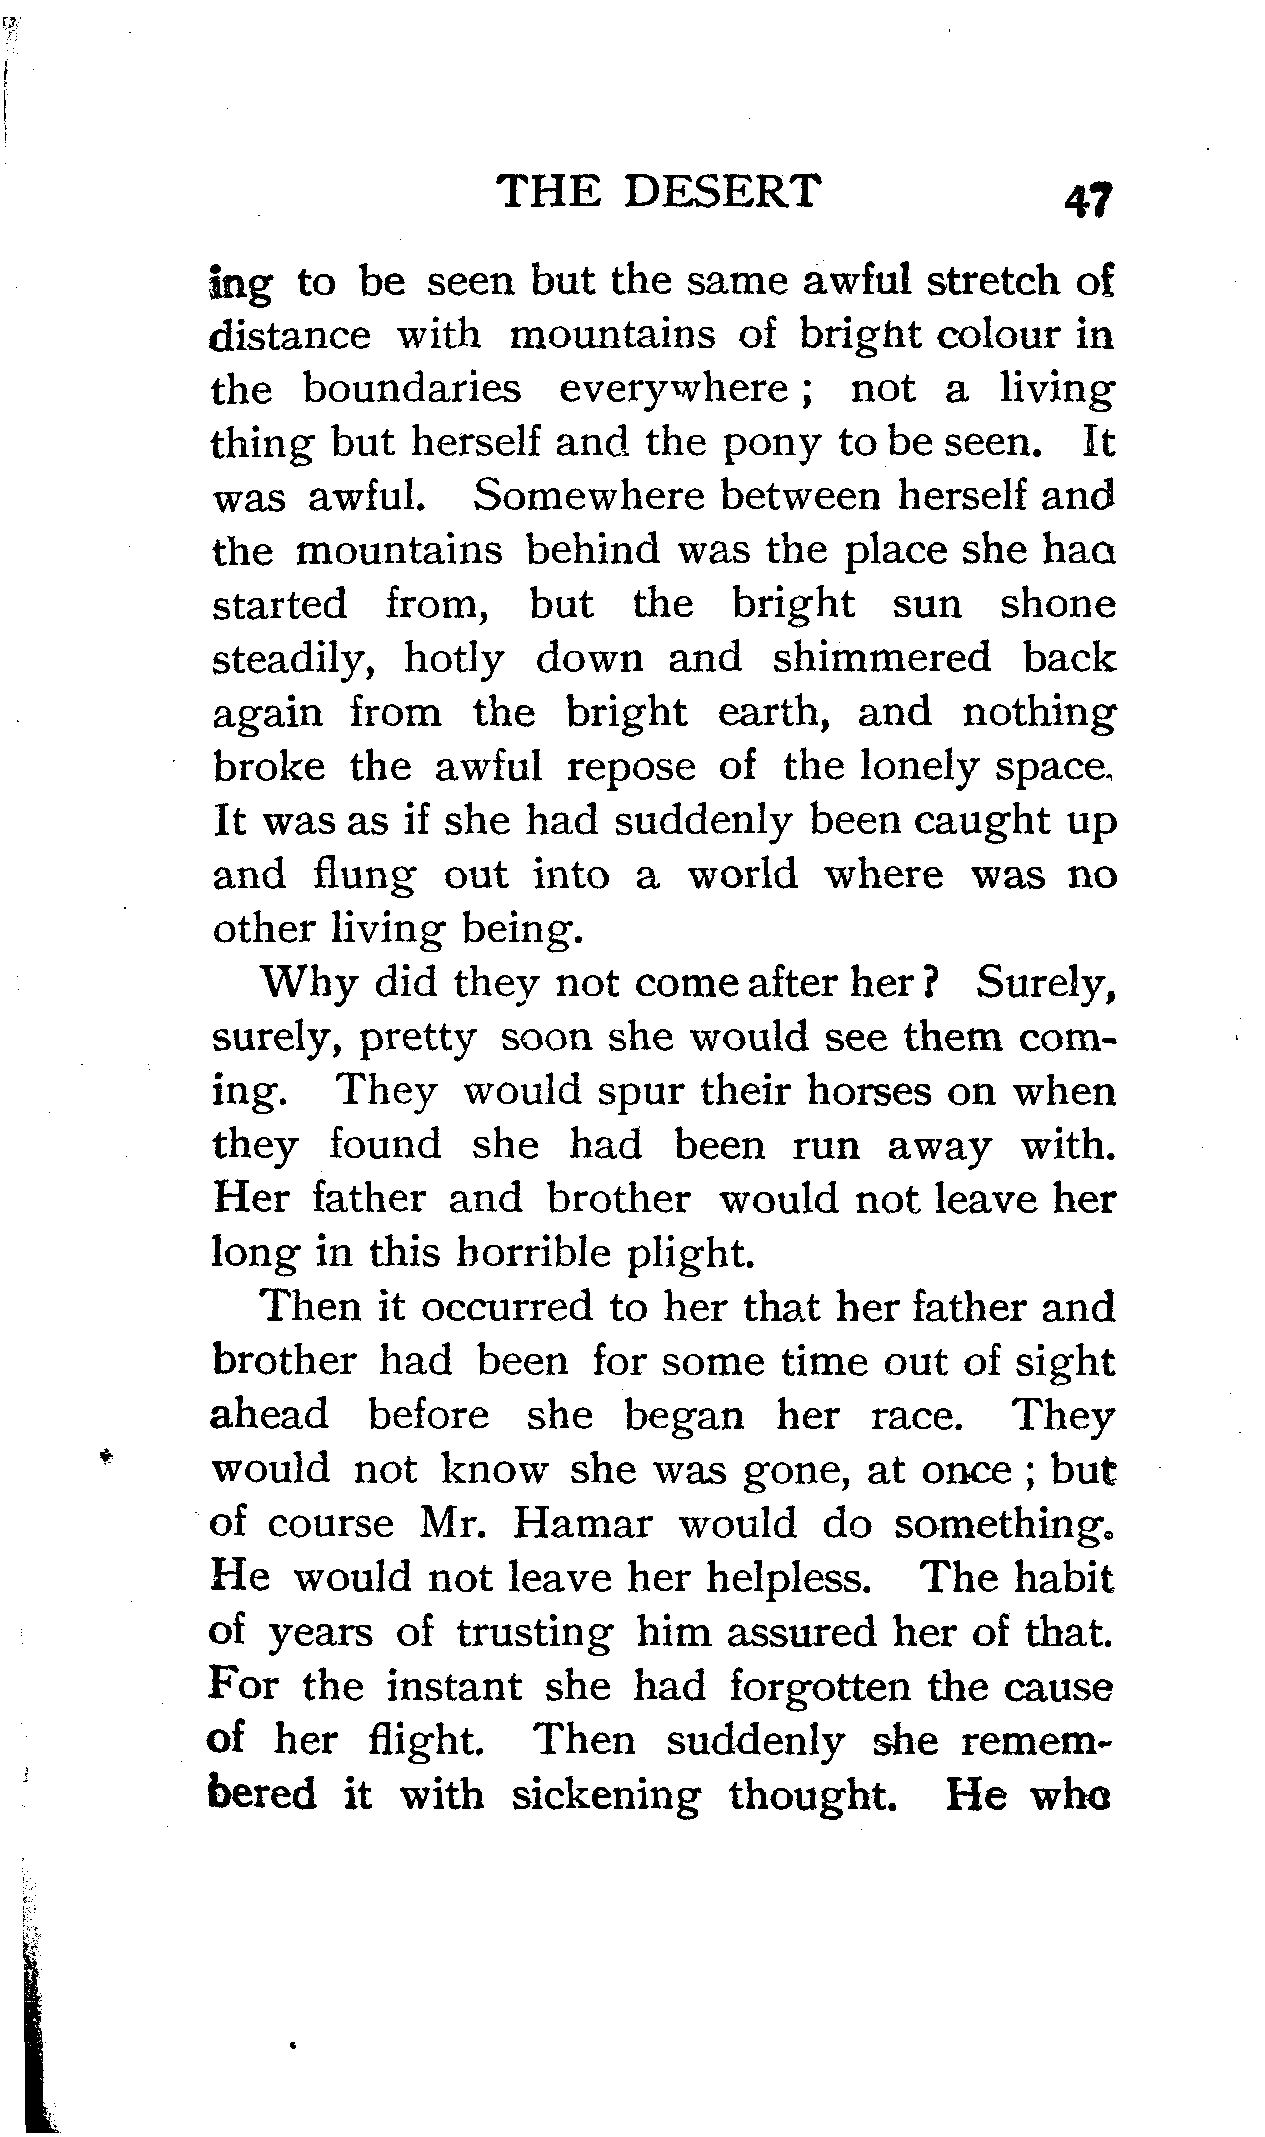 THE DESERT 47
ing to be seen but the same awful stretch of
distance with mountains of bright colour in
the boundaries everywhere ; not a living
thing but herself and the pony to be seen. It
was awful. Somewhere between herself and
the mountains behind was the place she had
started from, but the bright sun shone
steadily, hotly down and shimmered back
again from the bright earth, and nothing
broke the awful repose of the lonely space.
It was as if she had suddenly been caught up
and flung out into a world where was no
other living being.
Why did they not come after her ? Surely,
surely, pretty soon she would see them com-
ing. They would spur their horses on when
they found she had been run away with.
Her father and brother would not leave her
long in this horrible plight.
Then it occurred to her that her father and
brother had been for some time out of sight
ahead before she began her race. They
would not know she was gone, at once ; but
of course Mr. Hamar would do something.
He would not leave her helpless. The habit
of years of trusting him assured her of that.
For the instant she had forgotten the cause
of her flight. Then suddenly she remem-
bered it with sickening thought. He who